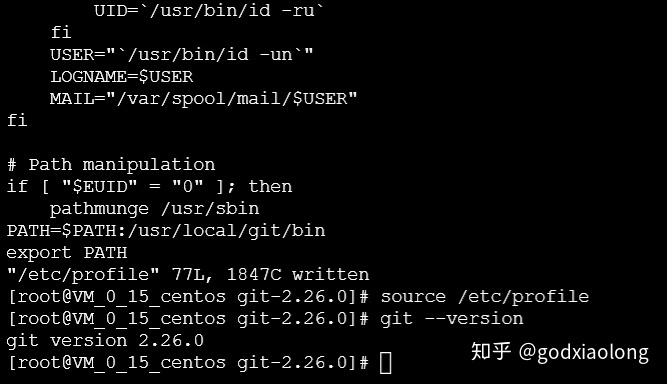 UID=`/usr/bin/id -ru`
    fi
    USER="`/usr/bin/id -un`"
    LOGNAME=$USER
    MAIL="/var/spool/mail/$USER"
fi

# Path manipulation
if [ "$EUID" = "0" ]; then
    pathmunge /usr/sbin
PATH=$PATH:/usr/local/git/bin
export PATH
"/etc/profile" 77L, 1847C written
[root@VM_0_15_centos git-2.26.0]# source /etc/profile
[root@VM_0_15_centos git-2.26.0]# git --version
git version 2.26.0
[root@VM_0_15_centos git-2.26.0]#
知乎 @godxiaolong